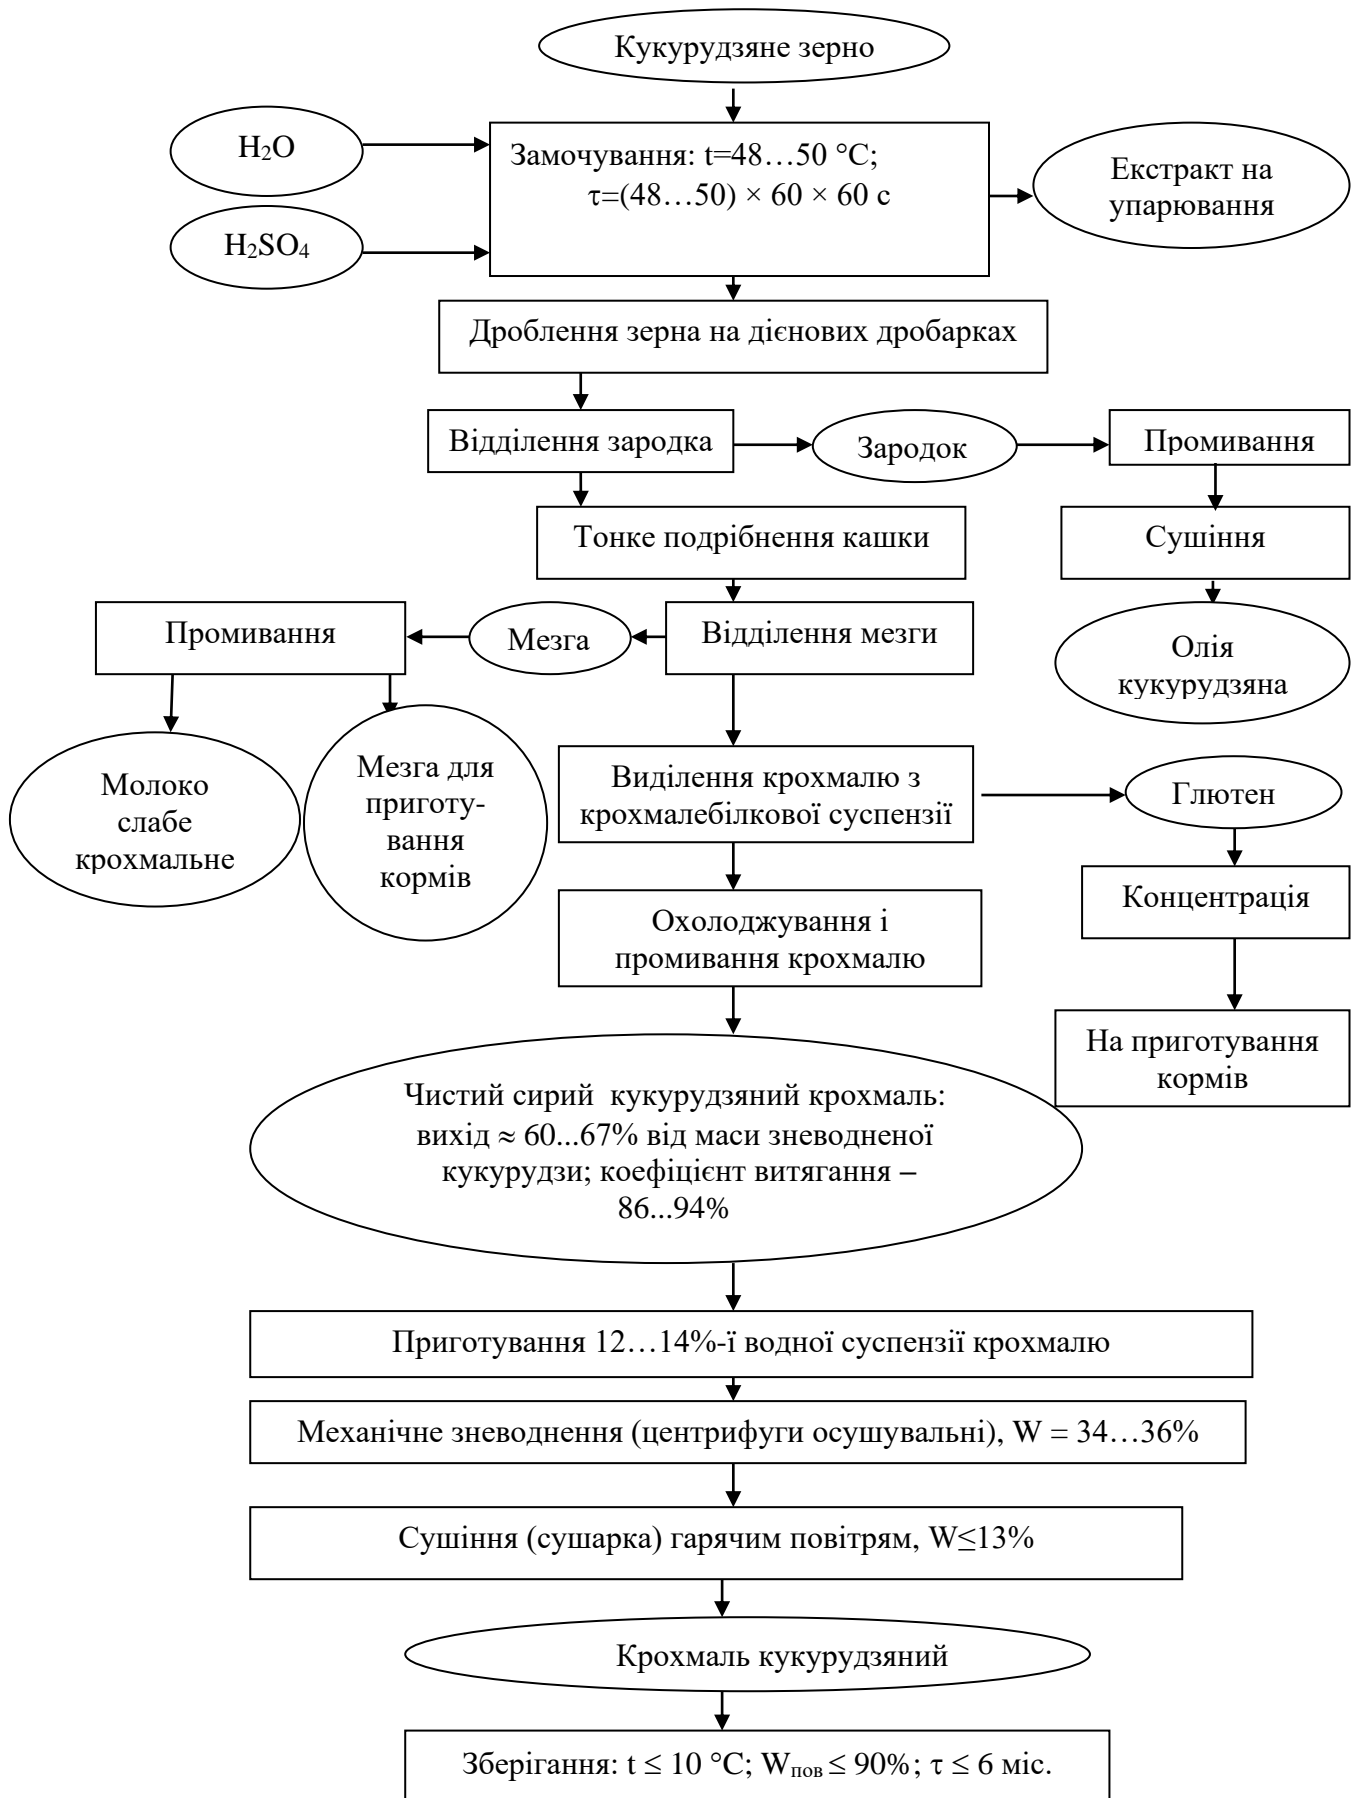 Кукурудзяне зерно
H₂O
H₂SO₄
Замочування: t=48…50 °C;
τ=(48…50) × 60 × 60 с
Екстракт на
упарювання
Дроблення зерна на дієнових дробарках
Відділення зародка
Зародок
Промивання
Тонке подрібнення кашки
Сушіння
Промивання
Мезга
Відділення мезги
Олія
кукурудзяна
Молоко
слабе
крохмальне
Мезга для
приготу-
вання
кормів
Виділення крохмалю з
крохмалебілкової суспензії
Глютен
Концентрація
Охолоджування і
промивання крохмалю
На приготування
кормів
Чистий сирий кукурудзяний крохмаль:
вихід ≈ 60...67% від маси зневодненої
кукурудзи; коефіцієнт витягання –
86...94%
Приготування 12…14%-ї водної суспензії крохмалю
Механічне зневоднення (центрифуги осушувальні), W = 34…36%
Сушіння (сушарка) гарячим повітрям, W≤13%
Крохмаль кукурудзяний
Зберігання: t ≤ 10 °C; Wпов ≤ 90%; τ ≤ 6 міс.